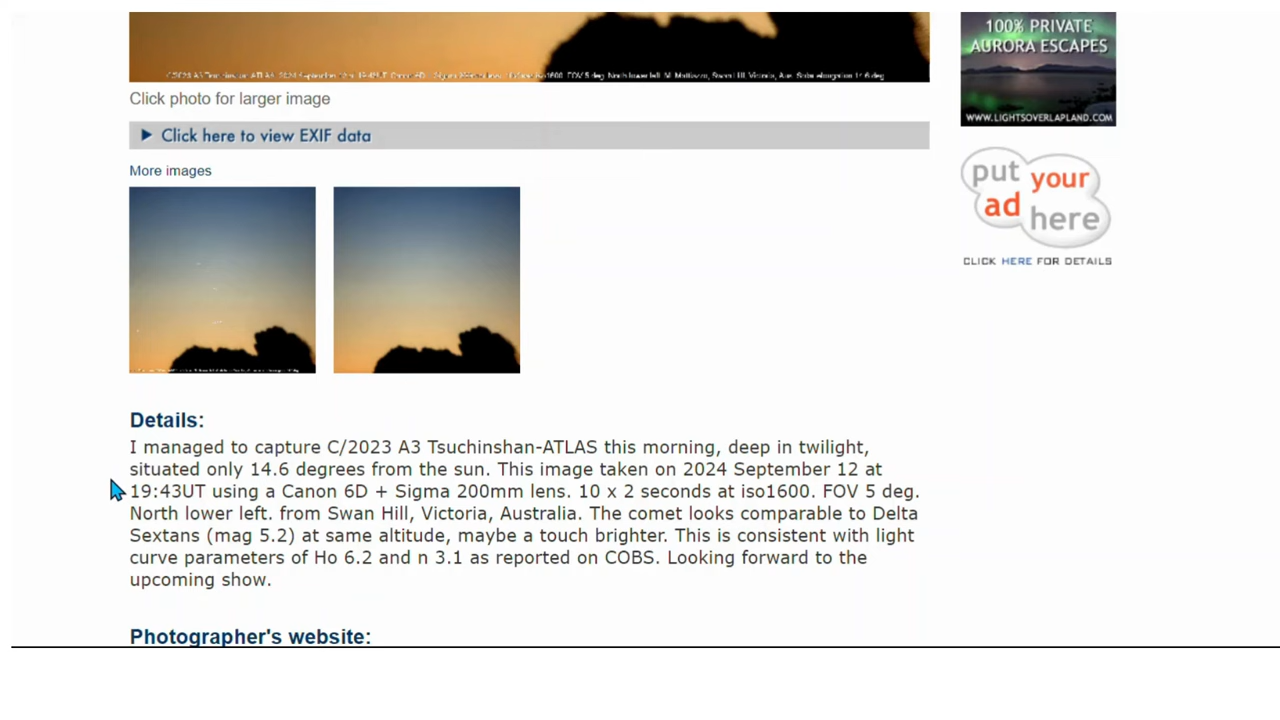 100% PRIVATE
AURORA ESCAPES
WWW.LIGHTSOVERLAPLAND.COM
Click photo for larger image
Click here to view EXIF data
put your
ad here
CLICK HERE FOR DETAILS
More images
Details:
I managed to capture C/2023 A3 Tsuchinshan-ATLAS this morning, deep in twilight,
situated only 14.6 degrees from the sun. This image taken on 2024 September 12 at
19:43UT using a Canon 6D + Sigma 200mm lens. 10 x 2 seconds at iso1600. FOV 5 deg.
North lower left. from Swan Hill, Victoria, Australia. The comet looks comparable to Delta
Sextans (mag 5.2) at same altitude, maybe a touch brighter. This is consistent with light
curve parameters of Ho 6.2 and n 3.1 as reported on COBS. Looking forward to the
upcoming show.
Photographer's website: